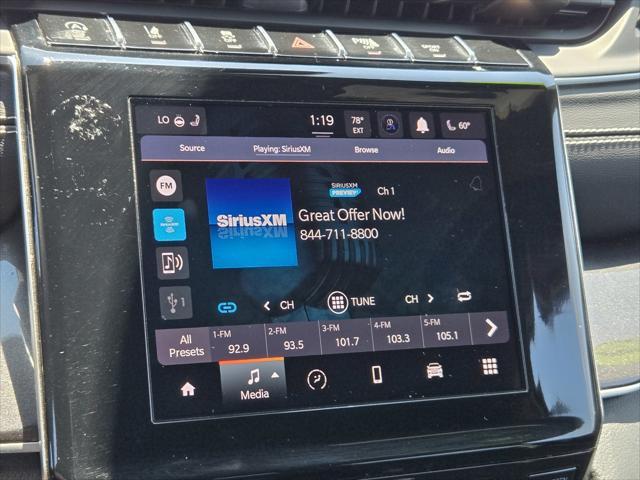 LO 1:19 78° EXT 60°
Source Playing: SiriusXM Browse Audio
FM
SIRIUSXM PREVIEW Ch 1
SiriusXM
Great Offer Now!
844-711-8800
1
CH TUNE CH
All Presets
1-FM 2-FM 3-FM 4-FM 5-FM
92.9 93.5 101.7 103.3 105.1
Media